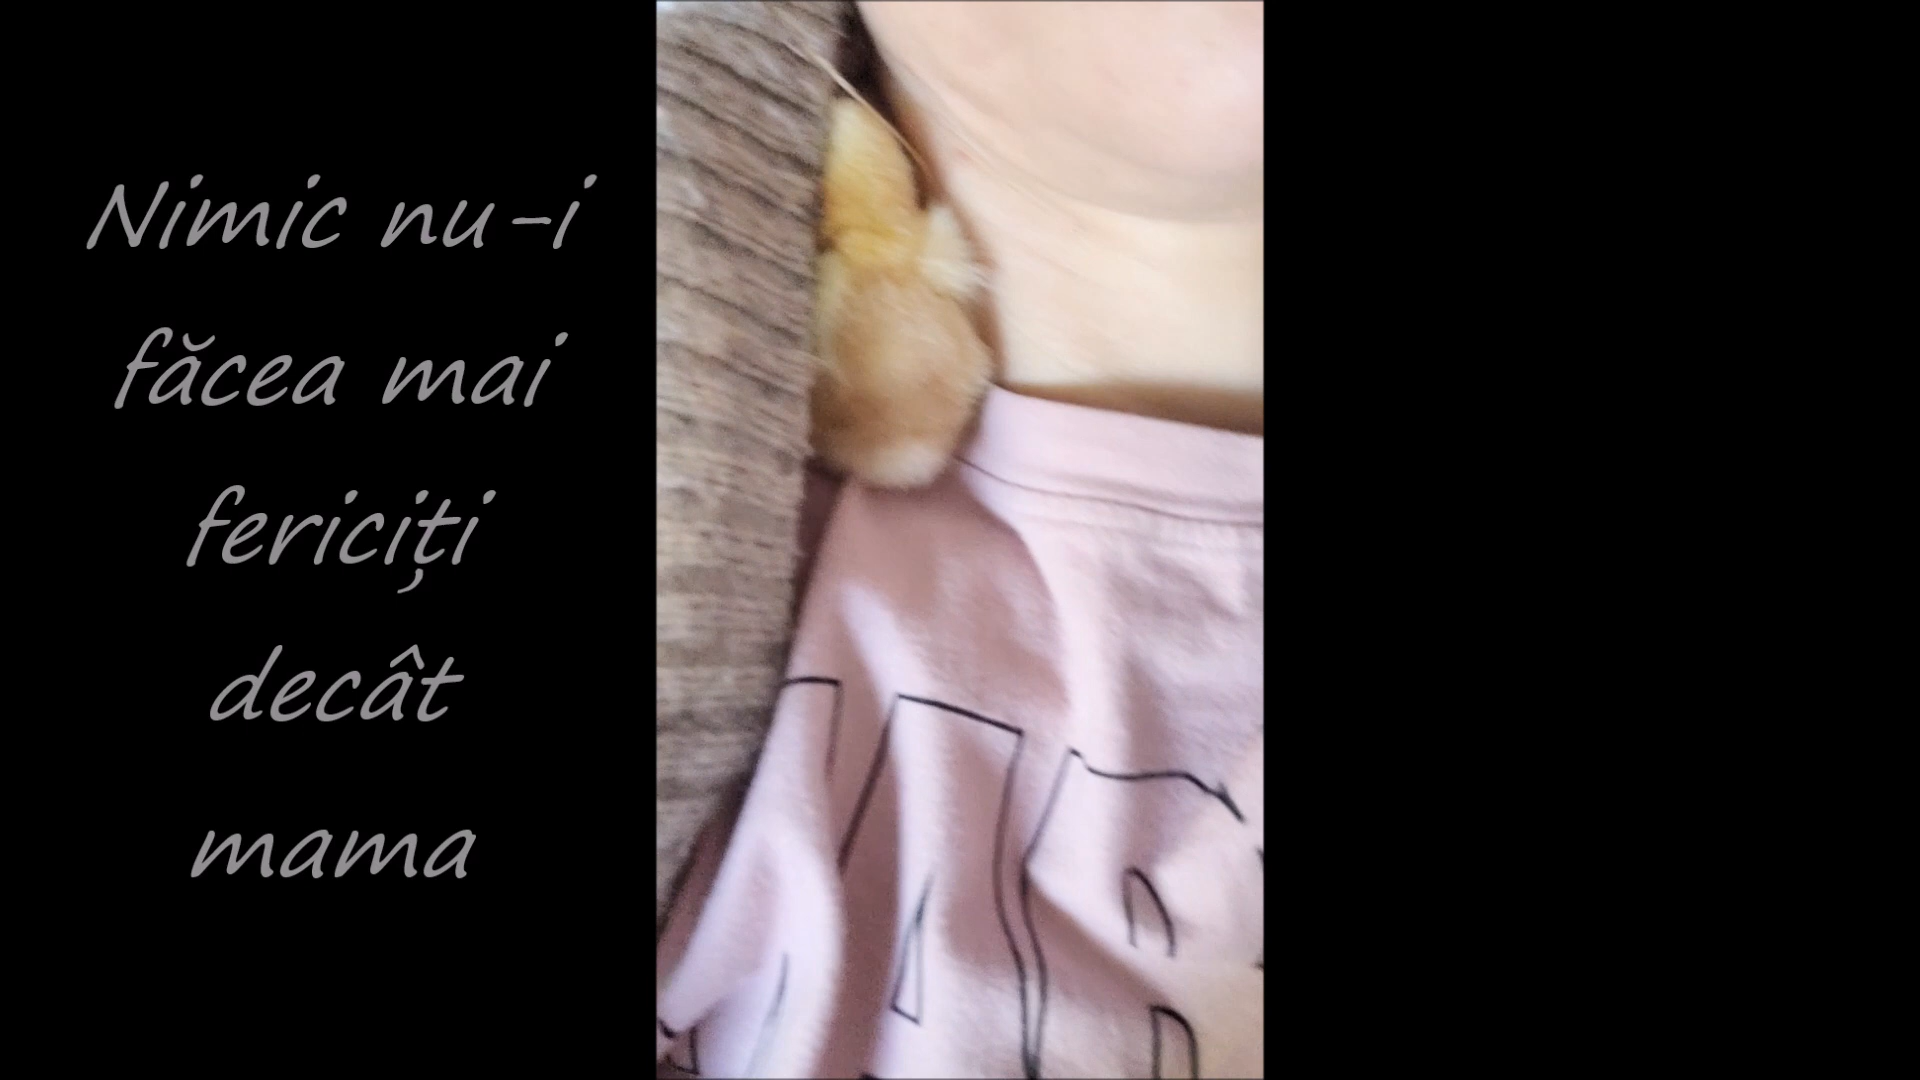 Nimic nu-i
făcea mai
fericiți
decât
mama